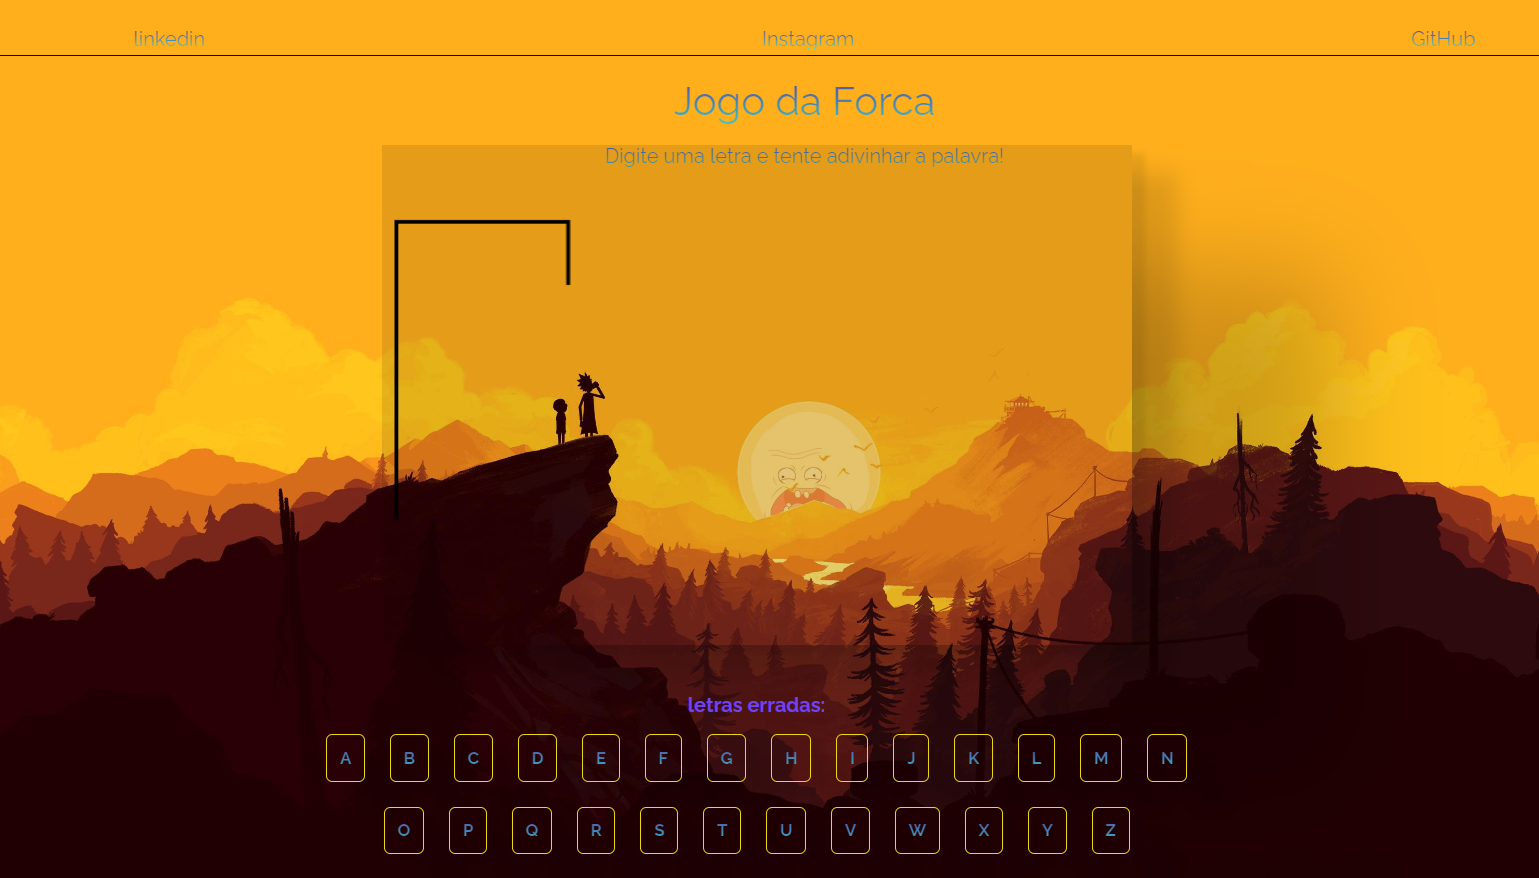 linkedin Instagram GitHub
Jogo da Forca
Digite uma letra e tente adivinhar a palavra!
letras erradas:
A B C D E F G H I J K L M N
O P Q R S T U V W X Y Z